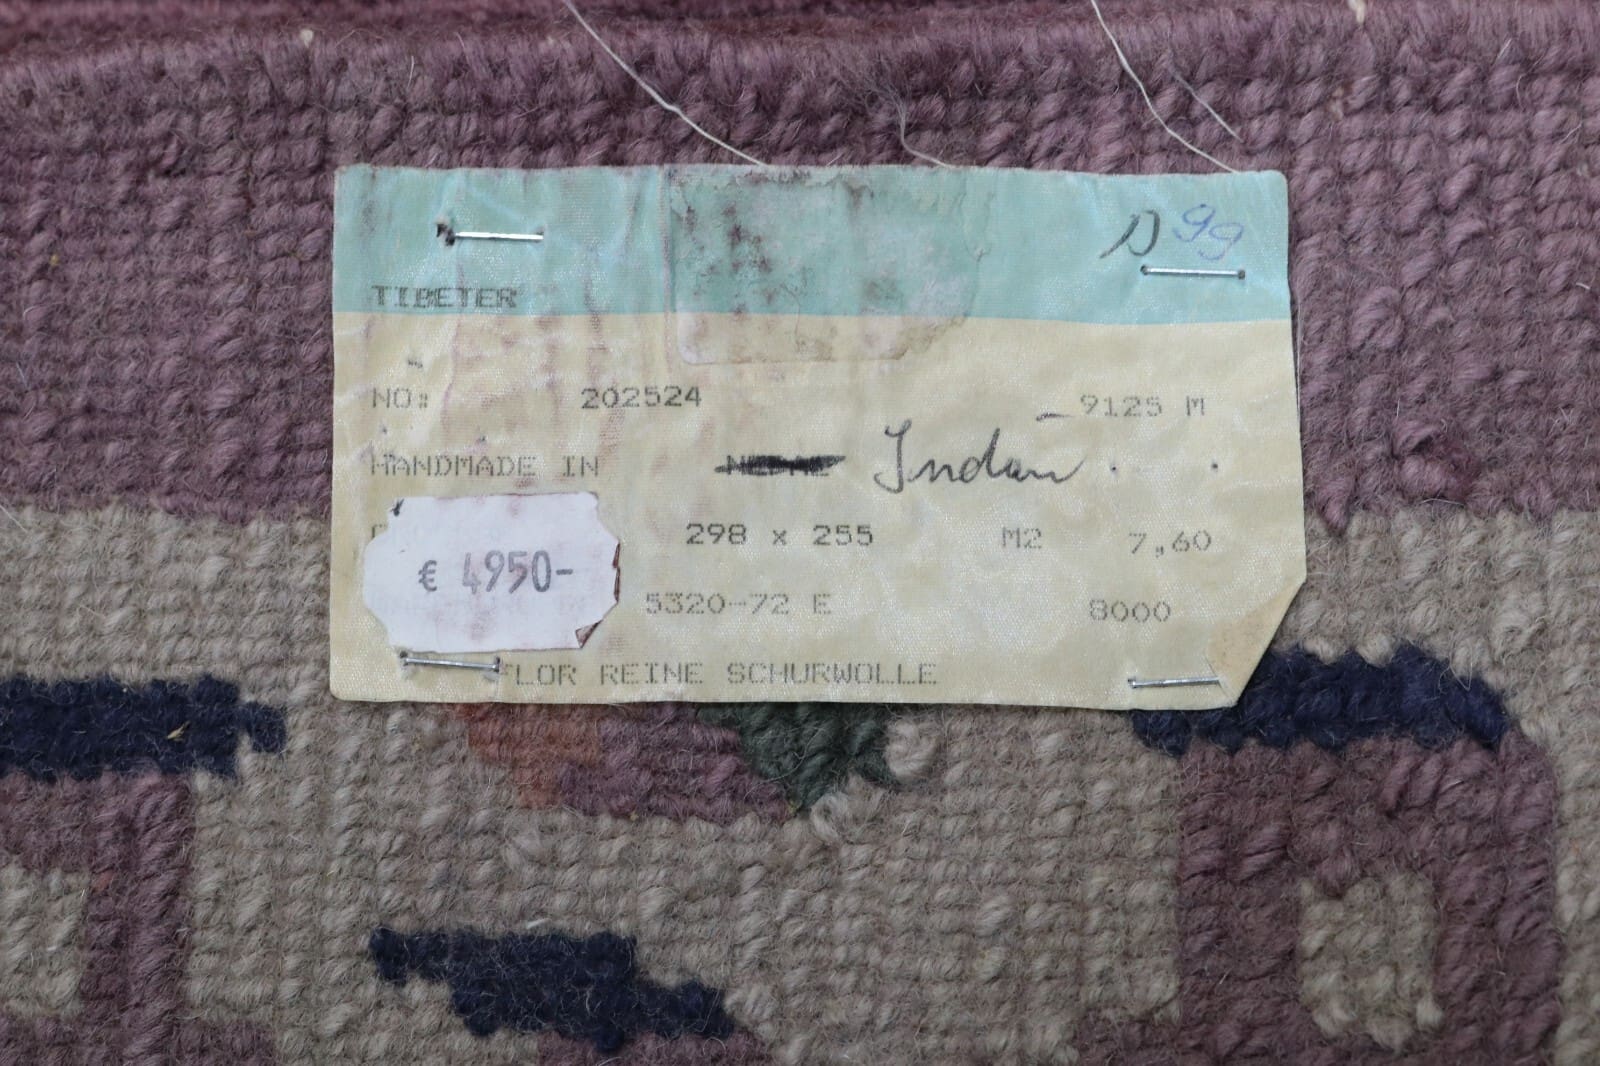 D 99
TIBETER
NO: 202524 9125 M
HANDMADE IN Indien
298 x 255 M2 7,60
€ 4950-
5320-72 E 8000
FLOR REINE SCHURWOLLE